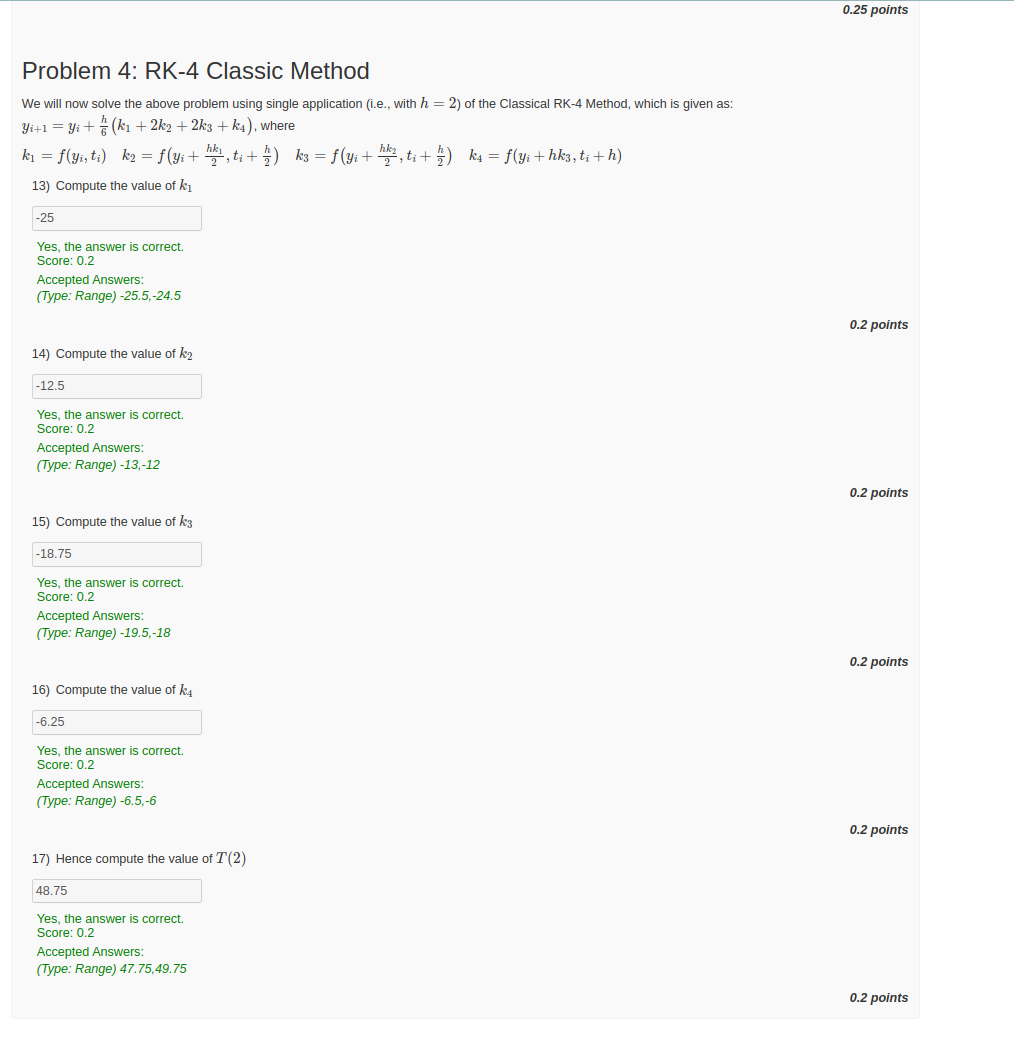 0.25 points
Problem 4: RK-4 Classic Method
We will now solve the above problem using single application (i.e., with h = 2) of the Classical RK-4 Method, which is given as:
y_{i+1} = y_i + \frac{h}{6}(k_1 + 2k_2 + 2k_3 + k_4), where
k_1 = f(y_i, t_i) k_2 = f(y_i + \frac{hk_1}{2}, t_i + \frac{h}{2}) k_3 = f(y_i + \frac{hk_2}{2}, t_i + \frac{h}{2}) k_4 = f(y_i + hk_3, t_i + h)
13) Compute the value of k_1
-25
Yes, the answer is correct.
Score: 0.2
Accepted Answers:
(Type: Range) -25.5,-24.5
0.2 points
14) Compute the value of k_2
-12.5
Yes, the answer is correct.
Score: 0.2
Accepted Answers:
(Type: Range) -13,-12
0.2 points
15) Compute the value of k_3
-18.75
Yes, the answer is correct.
Score: 0.2
Accepted Answers:
(Type: Range) -19.5,-18
0.2 points
16) Compute the value of k_4
-6.25
Yes, the answer is correct.
Score: 0.2
Accepted Answers:
(Type: Range) -6.5,-6
0.2 points
17) Hence compute the value of T(2)
48.75
Yes, the answer is correct.
Score: 0.2
Accepted Answers:
(Type: Range) 47.75,49.75
0.2 points